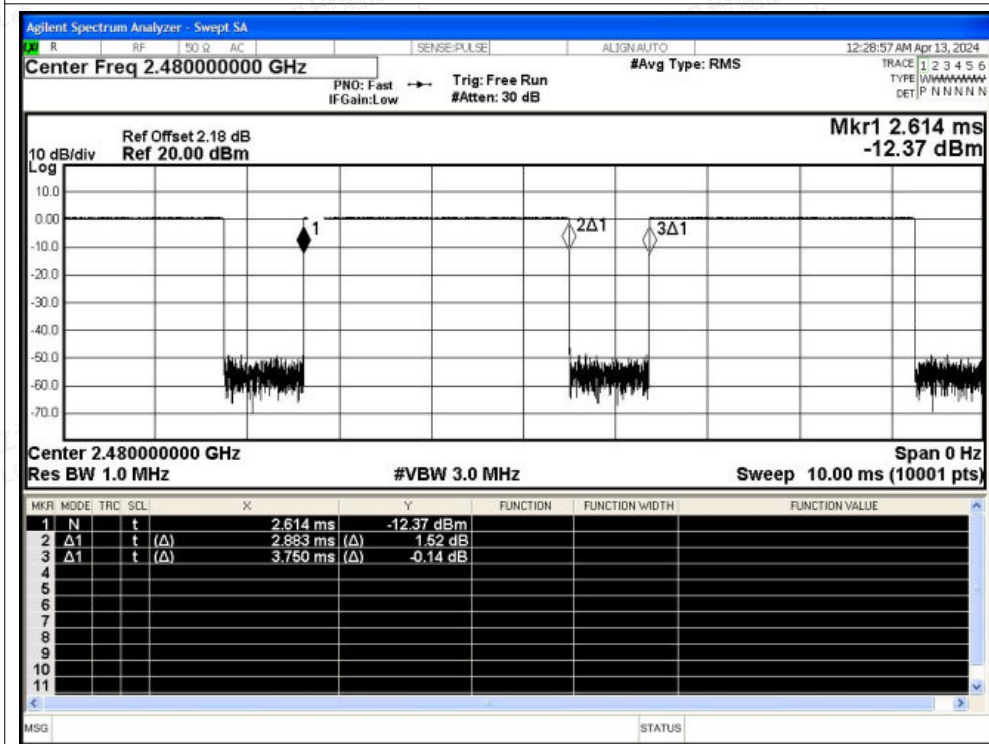 Agilent Spectrum Analyzer - Swept SA
LXI R RF 50 Ω AC SENSE:PULSE ALIGN AUTO 12:28:57 AM Apr 13, 2024
Center Freq 2.480000000 GHz #Avg Type: RMS TRACE 1 2 3 4 5 6
PNO: Fast Trig: Free Run TYPE WWWWWW
IFGain:Low #Atten: 30 dB DET P N N N N N
Mkr1 2.614 ms
Ref Offset 2.18 dB
10 dB/div Ref 20.00 dBm -12.37 dBm
Log
10.0
0.00
1 2Δ1 3Δ1
-10.0
-20.0
-30.0
-40.0
-50.0
-60.0
-70.0
Center 2.480000000 GHz Span 0 Hz
Res BW 1.0 MHz #VBW 3.0 MHz Sweep 10.00 ms (10001 pts)
MKR MODE TRC SCL X Y FUNCTION FUNCTION WIDTH FUNCTION VALUE
1 N t 2.614 ms -12.37 dBm
2 Δ1 t (Δ) 2.883 ms (Δ) 1.52 dB
3 Δ1 t (Δ) 3.750 ms (Δ) -0.14 dB
4
5
6
7
8
9
10
11
MSG STATUS